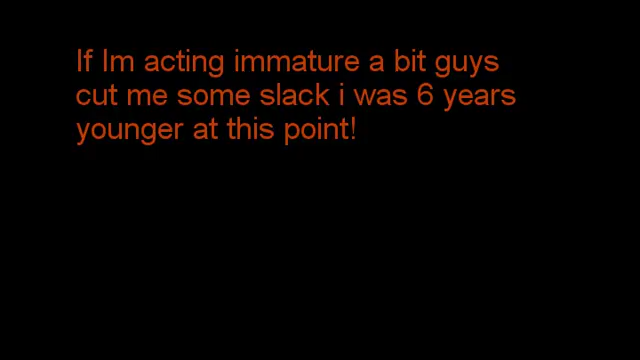 If Im acting immature a bit guys
cut me some slack i was 6 years
younger at this point!